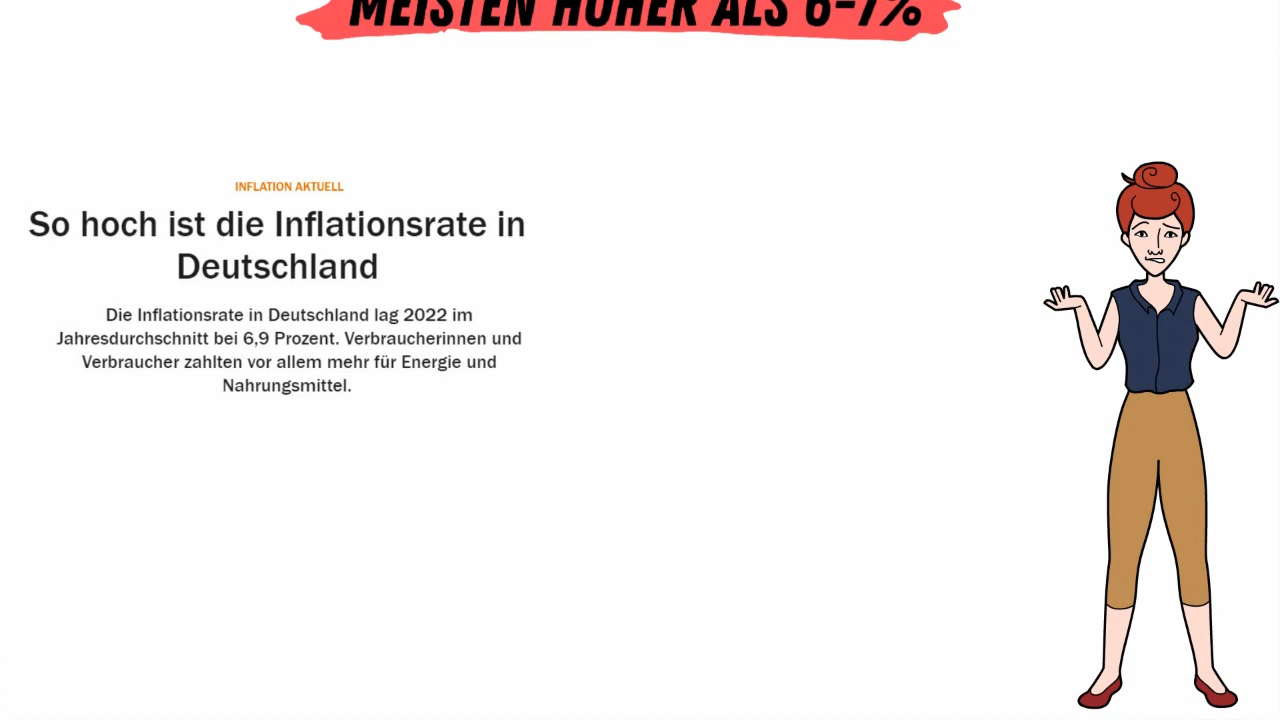 MEISTEN HÖHER ALS 6-7%
INFLATION AKTUELL
So hoch ist die Inflationsrate in
Deutschland
Die Inflationsrate in Deutschland lag 2022 im
Jahresdurchschnitt bei 6,9 Prozent. Verbraucherinnen und
Verbraucher zahlten vor allem mehr für Energie und
Nahrungsmittel.